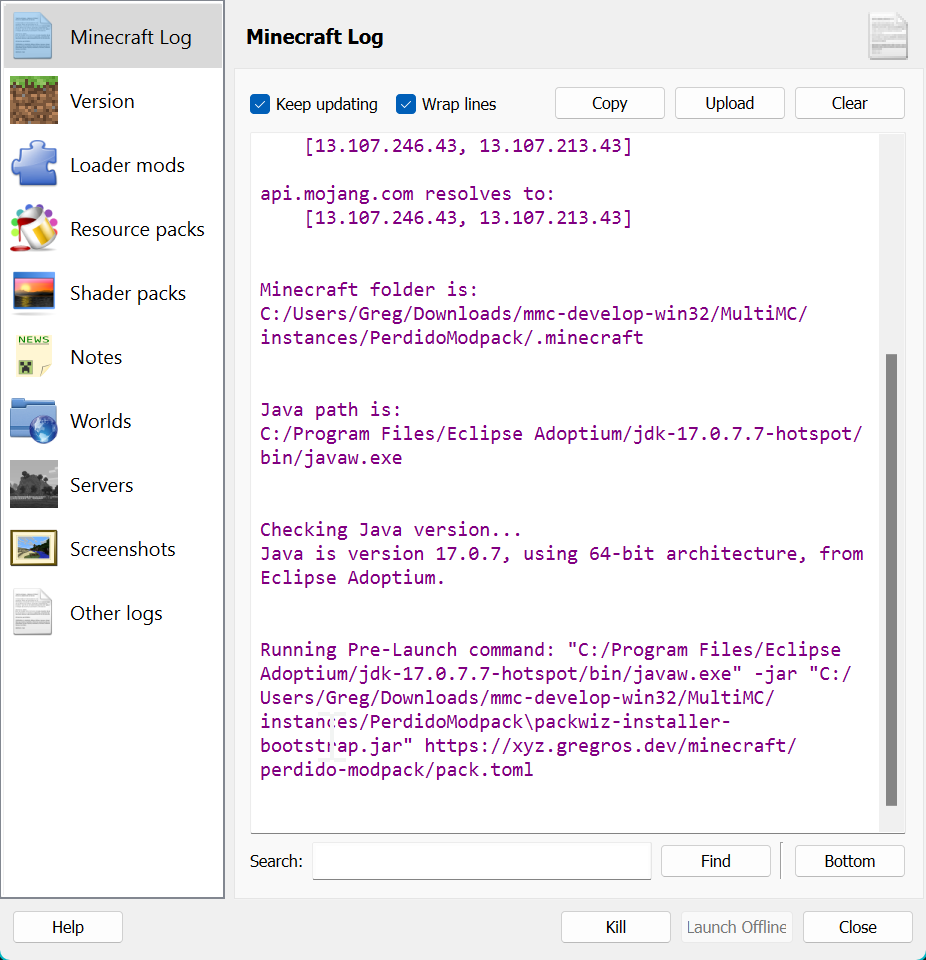 Minecraft Log
Version
Loader mods
Resource packs
Shader packs
NEWS
Notes
Worlds
Servers
Screenshots
Other logs
Minecraft Log
Keep updating
Wrap lines
Copy
Upload
Clear
[13.107.246.43, 13.107.213.43]
api.mojang.com resolves to:
[13.107.246.43, 13.107.213.43]
Minecraft folder is:
C:/Users/Greg/Downloads/mmc-develop-win32/MultiMC/
instances/PerdidoModpack/.minecraft
Java path is:
C:/Program Files/Eclipse Adoptium/jdk-17.0.7.7-hotspot/
bin/javaw.exe
Checking Java version...
Java is version 17.0.7, using 64-bit architecture, from
Eclipse Adoptium.
Running Pre-Launch command: "C:/Program Files/Eclipse
Adoptium/jdk-17.0.7.7-hotspot/bin/javaw.exe" -jar "C:/
Users/Greg/Downloads/mmc-develop-win32/MultiMC/
instances/PerdidoModpack\packwiz-installer-
bootstrap.jar" https://xyz.gregros.dev/minecraft/
perdido-modpack/pack.toml
Search:
Find
Bottom
Help
Kill
Launch Offline
Close